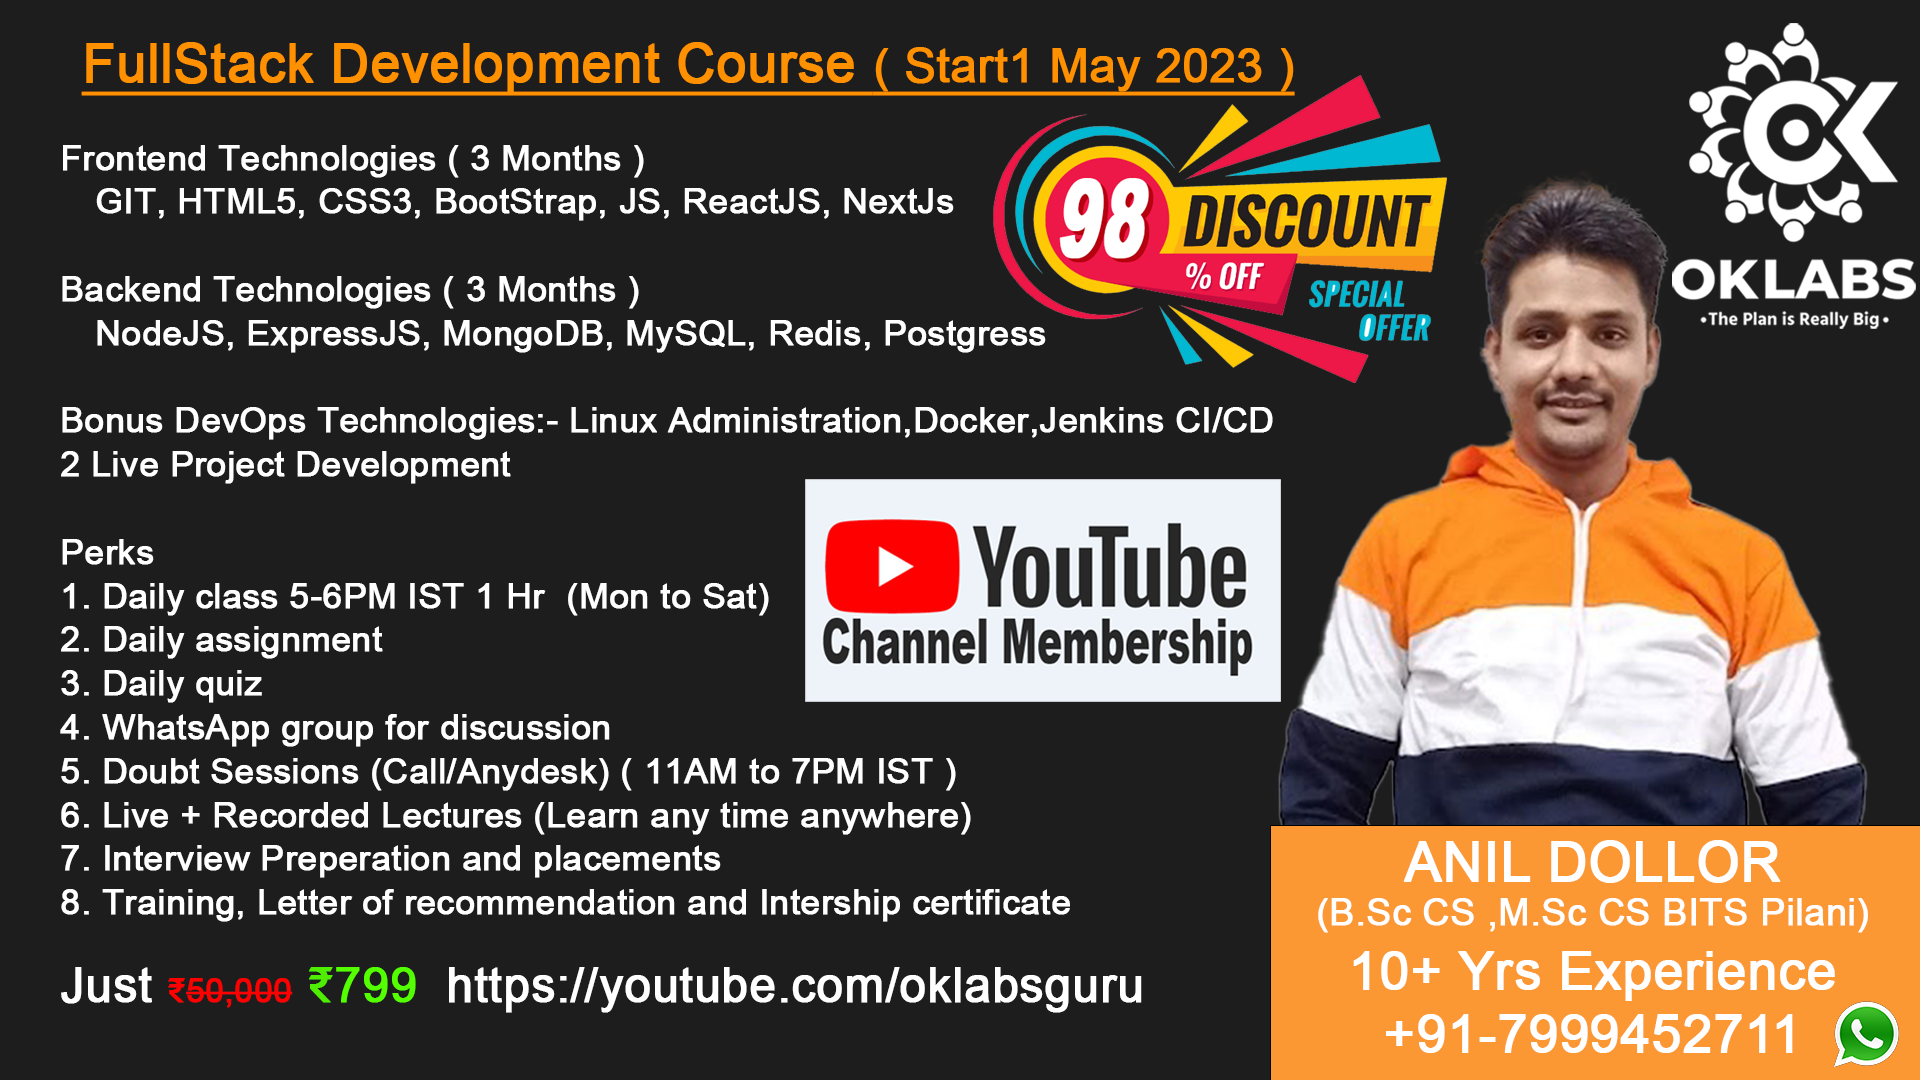 FullStack Development Course ( Start1 May 2023 )
Frontend Technologies ( 3 Months )
GIT, HTML5, CSS3, BootStrap, JS, ReactJS, NextJs
Backend Technologies ( 3 Months )
NodeJS, ExpressJS, MongoDB, MySQL, Redis, Postgress
Bonus DevOps Technologies:- Linux Administration,Docker,Jenkins CI/CD
2 Live Project Development
Perks
1. Daily class 5-6PM IST 1 Hr  (Mon to Sat)
2. Daily assignment
3. Daily quiz
4. WhatsApp group for discussion
5. Doubt Sessions (Call/Anydesk) ( 11AM to 7PM IST )
6. Live + Recorded Lectures (Learn any time anywhere)
7. Interview Preperation and placements
8. Training, Letter of recommendation and Intership certificate
Just ₹50,000 ₹799 https://youtube.com/oklabsguru
98 DISCOUNT
% OFF
SPECIAL
OFFER
YouTube
Channel Membership
OK
OKLABS
•The Plan is Really Big•
ANIL DOLLOR
(B.Sc CS ,M.Sc CS BITS Pilani)
10+ Yrs Experience
+91-7999452711